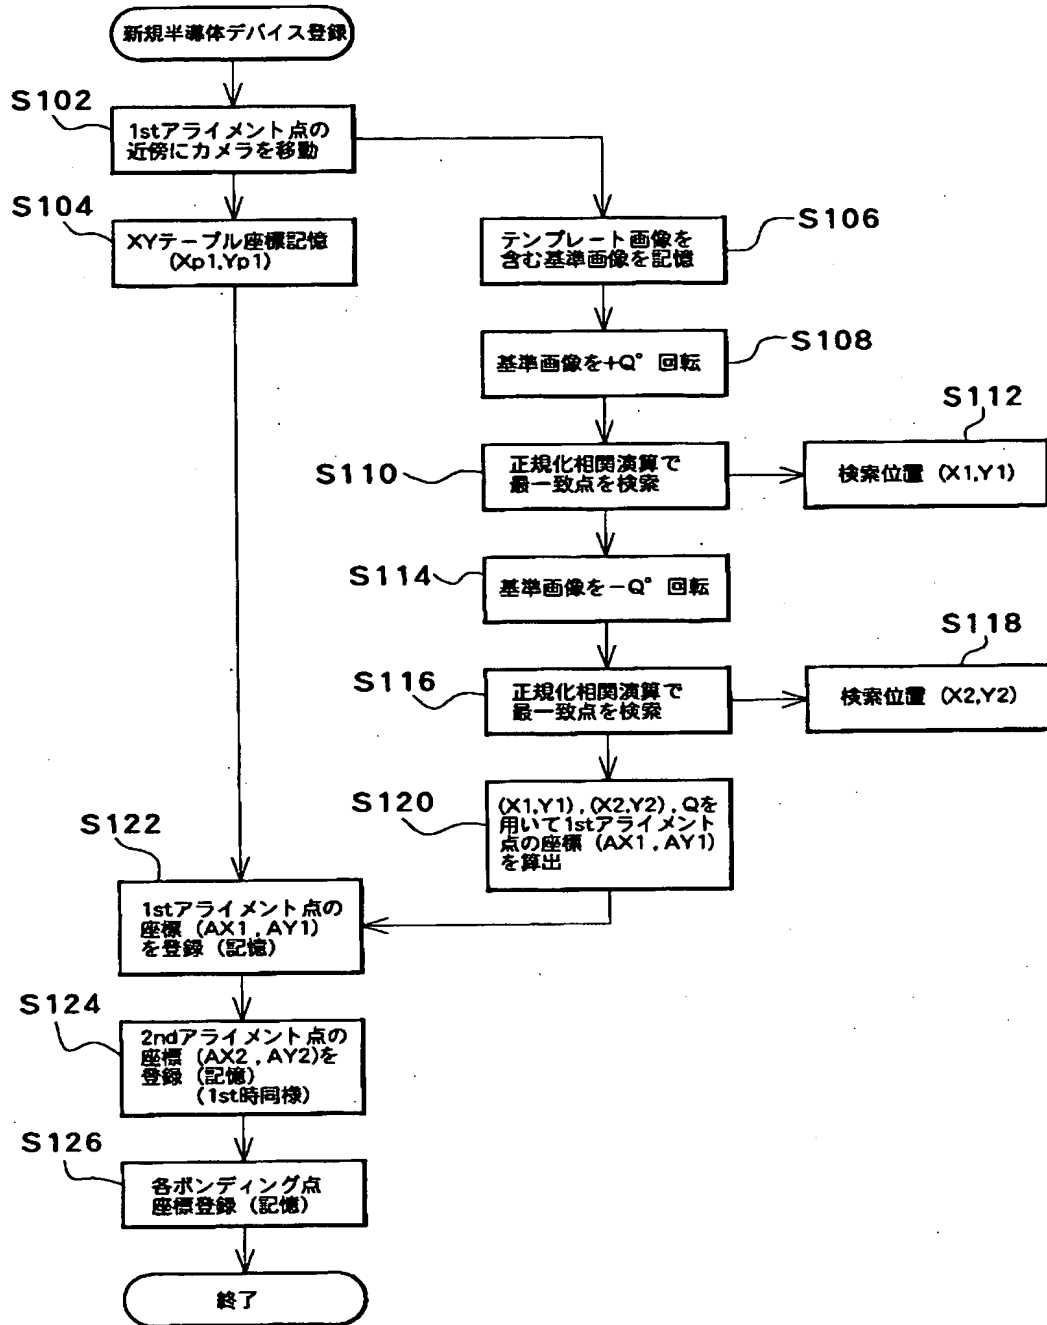 新規半導体デバイス登録
S102
1stアライメント点の
近傍にカメラを移動
S104
XYテーブル座標記憶
(Xp1,Yp1)
S106
テンプレート画像を
含む基準画像を記憶
S108
基準画像を+Q°回転
S110
正規化相関演算で
最一致点を検索
S112
検索位置 (X1,Y1)
S114
基準画像を−Q°回転
S116
正規化相関演算で
最一致点を検索
S118
検索位置 (X2,Y2)
S120
(X1,Y1),(X2,Y2),Qを
用いて1stアライメント
点の座標 (AX1,AY1)
を算出
S122
1stアライメント点の
座標 (AX1,AY1)
を登録 (記憶)
S124
2ndアライメント点の
座標 (AX2,AY2)を
登録 (記憶)
(1st時同様)
S126
各ボンディング点
座標登録 (記憶)
終了